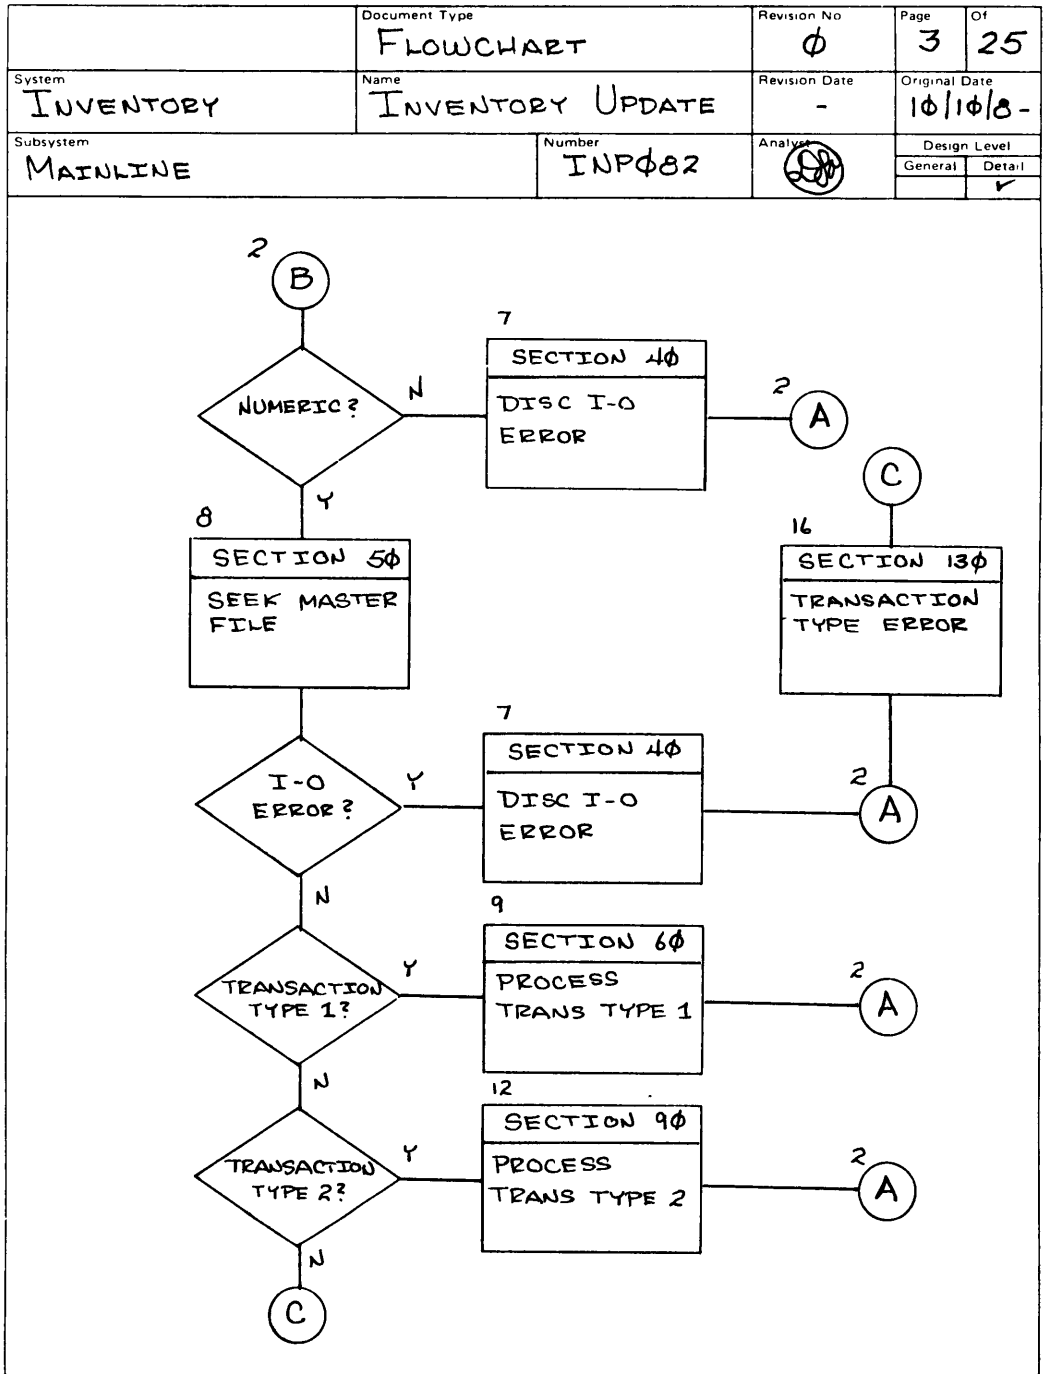 Document Type
FLOWCHART
Revision No
Ø
Page
3
Of
25
System
INVENTORY
Name
INVENTORY UPDATE
Revision Date
-
Original Date
1Ø/1Ø/8-
Subsystem
MAINLINE
Number
INPØ82
Analyst
Design Level
General
Detail
✓
2
B
NUMERIC?
N
Y
7
SECTION 4Ø
DISC I-O
ERROR
2
A
C
8
SECTION 5Ø
SEEK MASTER
FILE
16
SECTION 13Ø
TRANSACTION
TYPE ERROR
I-O
ERROR?
Y
N
7
SECTION 4Ø
DISC I-O
ERROR
2
A
TRANSACTION
TYPE 1?
Y
N
9
SECTION 6Ø
PROCESS
TRANS TYPE 1
2
A
TRANSACTION
TYPE 2?
Y
N
12
SECTION 9Ø
PROCESS
TRANS TYPE 2
2
A
C